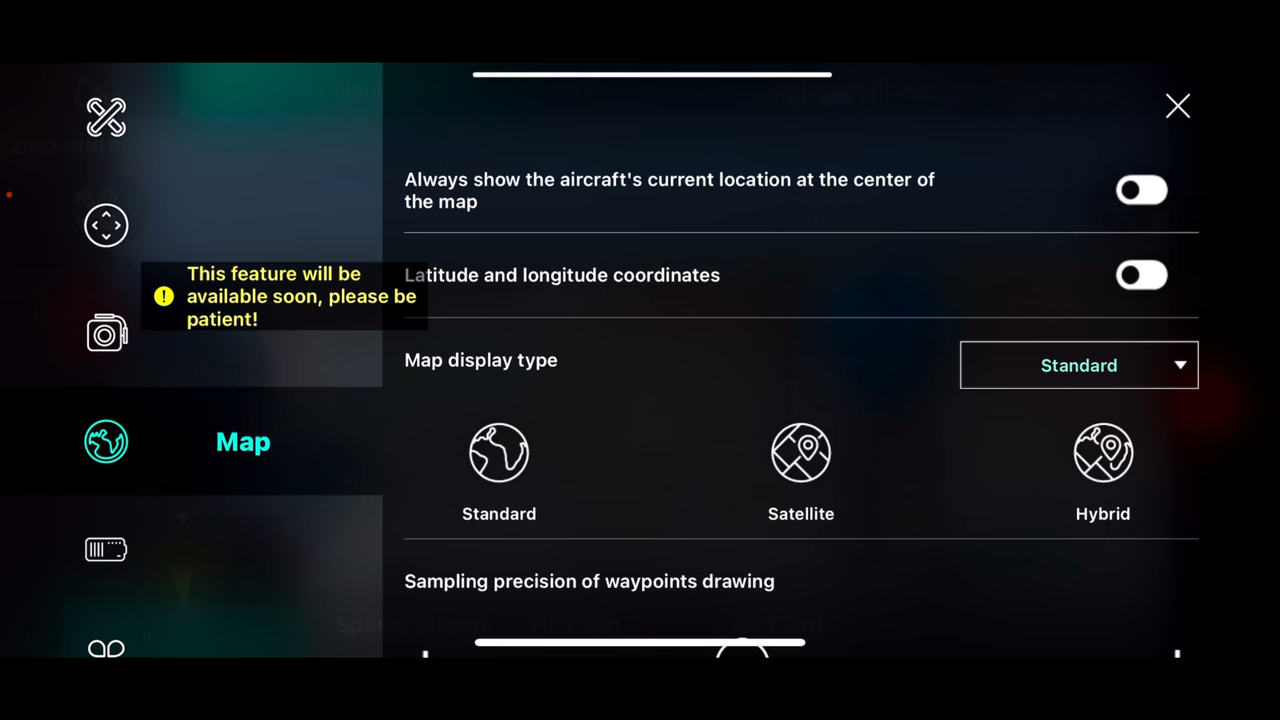 Always show the aircraft's current location at the center of
the map
This feature will be
available soon, please be
patient!
Latitude and longitude coordinates
Map display type
Standard
Map
Standard
Satellite
Hybrid
Sampling precision of waypoints drawing